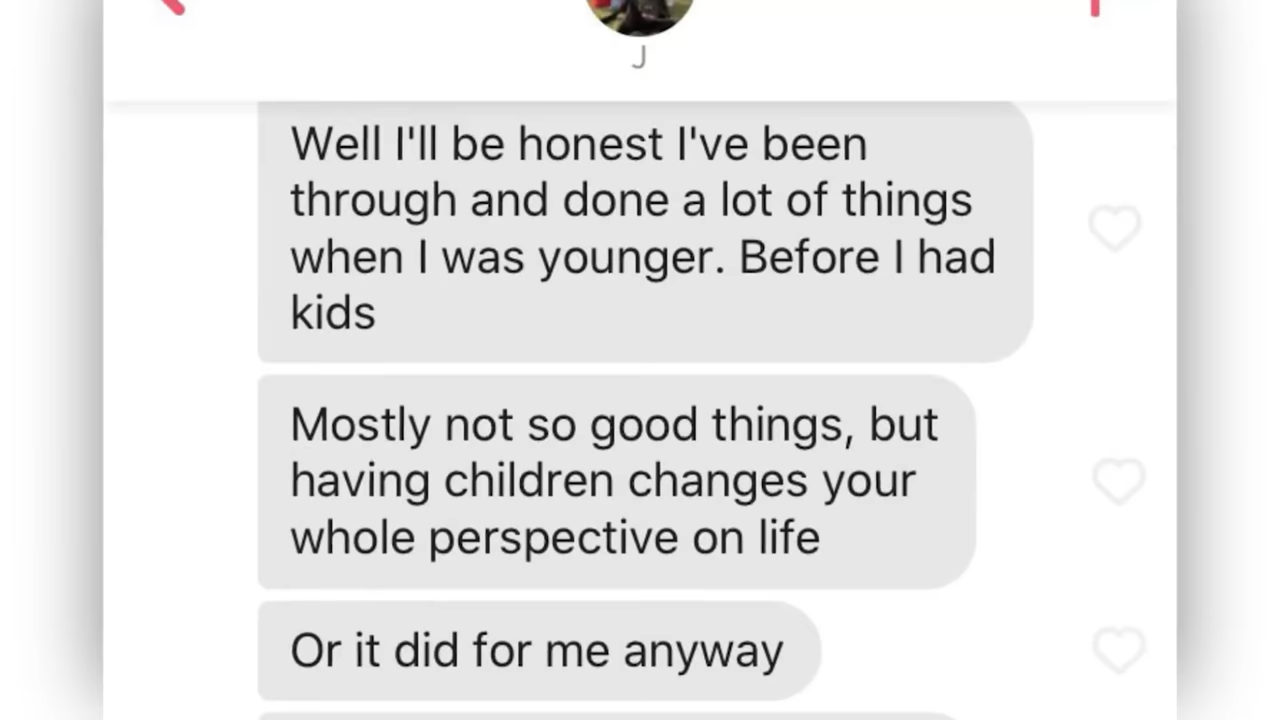 J
Well I'll be honest I've been
through and done a lot of things
when I was younger. Before I had
kids
Mostly not so good things, but
having children changes your
whole perspective on life
Or it did for me anyway